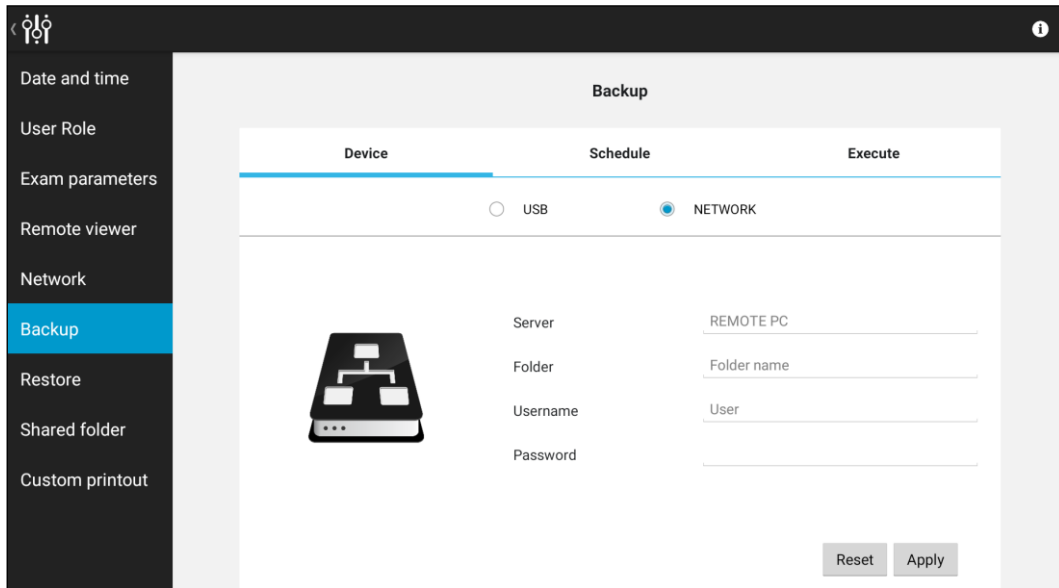 Date and time
User Role
Exam parameters
Remote viewer
Network
Backup
Restore
Shared folder
Custom printout
Backup
Device Schedule Execute
USB NETWORK
Server REMOTE PC
Folder Folder name
Username User
Password
Reset Apply